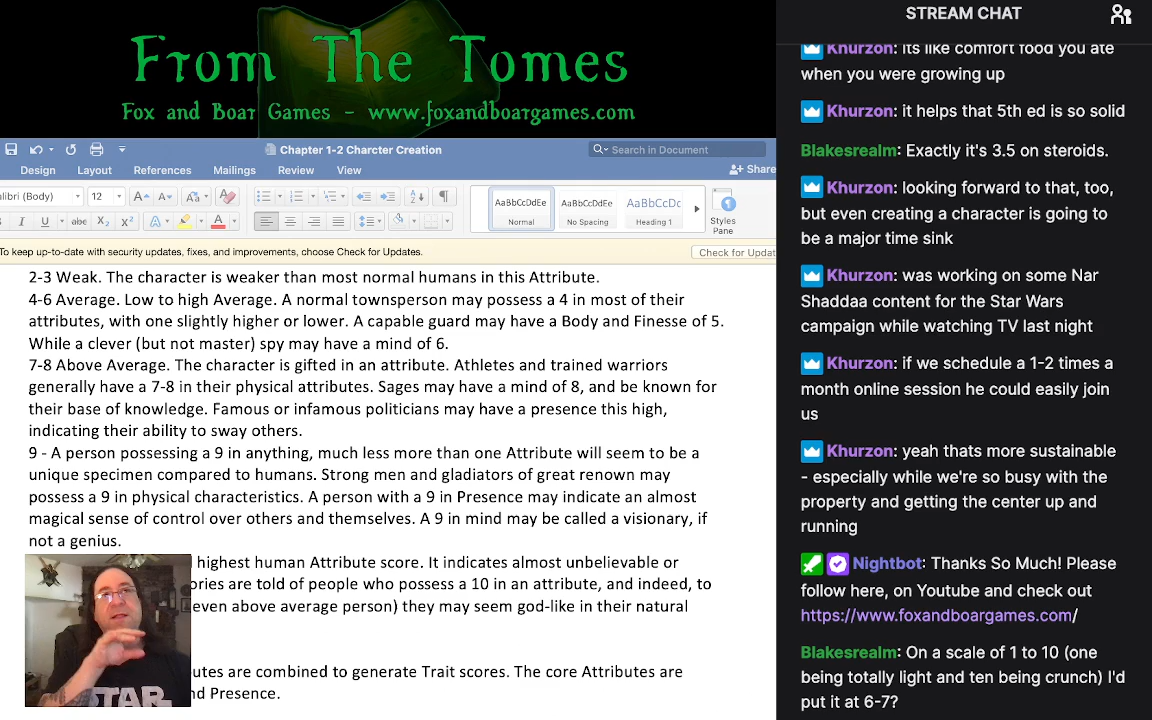 From The Tomes
Fox and Boar Games - www.foxandboargames.com
Chapter 1-2 Charcter Creation
Search in Document
Design Layout References Mailings Review View
Share
alibri (Body) 12
AaBbCcDdEe AaBbCcDdEe AaBbCcDc
Normal No Spacing Heading 1
Styles
Pane
To keep up-to-date with security updates, fixes, and improvements, choose Check for Updates.
Check for Updat
2-3 Weak. The character is weaker than most normal humans in this Attribute.
4-6 Average. Low to high Average. A normal townsperson may possess a 4 in most of their
attributes, with one slightly higher or lower. A capable guard may have a Body and Finesse of 5.
While a clever (but not master) spy may have a mind of 6.
7-8 Above Average. The character is gifted in an attribute. Athletes and trained warriors
generally have a 7-8 in their physical attributes. Sages may have a mind of 8, and be known for
their base of knowledge. Famous or infamous politicians may have a presence this high,
indicating their ability to sway others.
9 - A person possessing a 9 in anything, much less more than one Attribute will seem to be a
unique specimen compared to humans. Strong men and gladiators of great renown may
possess a 9 in physical characteristics. A person with a 9 in Presence may indicate an almost
magical sense of control over others and themselves. A 9 in mind may be called a visionary, if
not a genius.
highest human Attribute score. It indicates almost unbelievable or
ories are told of people who possess a 10 in an attribute, and indeed, to
even above average person) they may seem god-like in their natural
utes are combined to generate Trait scores. The core Attributes are
nd Presence.
STAR
STREAM CHAT
Khurzon: its like comfort food you ate
when you were growing up
Khurzon: it helps that 5th ed is so solid
Blakesrealm: Exactly it's 3.5 on steroids.
Khurzon: looking forward to that, too,
but even creating a character is going to
be a major time sink
Khurzon: was working on some Nar
Shaddaa content for the Star Wars
campaign while watching TV last night
Khurzon: if we schedule a 1-2 times a
month online session he could easily join
us
Khurzon: yeah thats more sustainable
- especially while we're so busy with the
property and getting the center up and
running
Nightbot: Thanks So Much! Please
follow here, on Youtube and check out
https://www.foxandboargames.com/
Blakesrealm: On a scale of 1 to 10 (one
being totally light and ten being crunch) I'd
put it at 6-7?